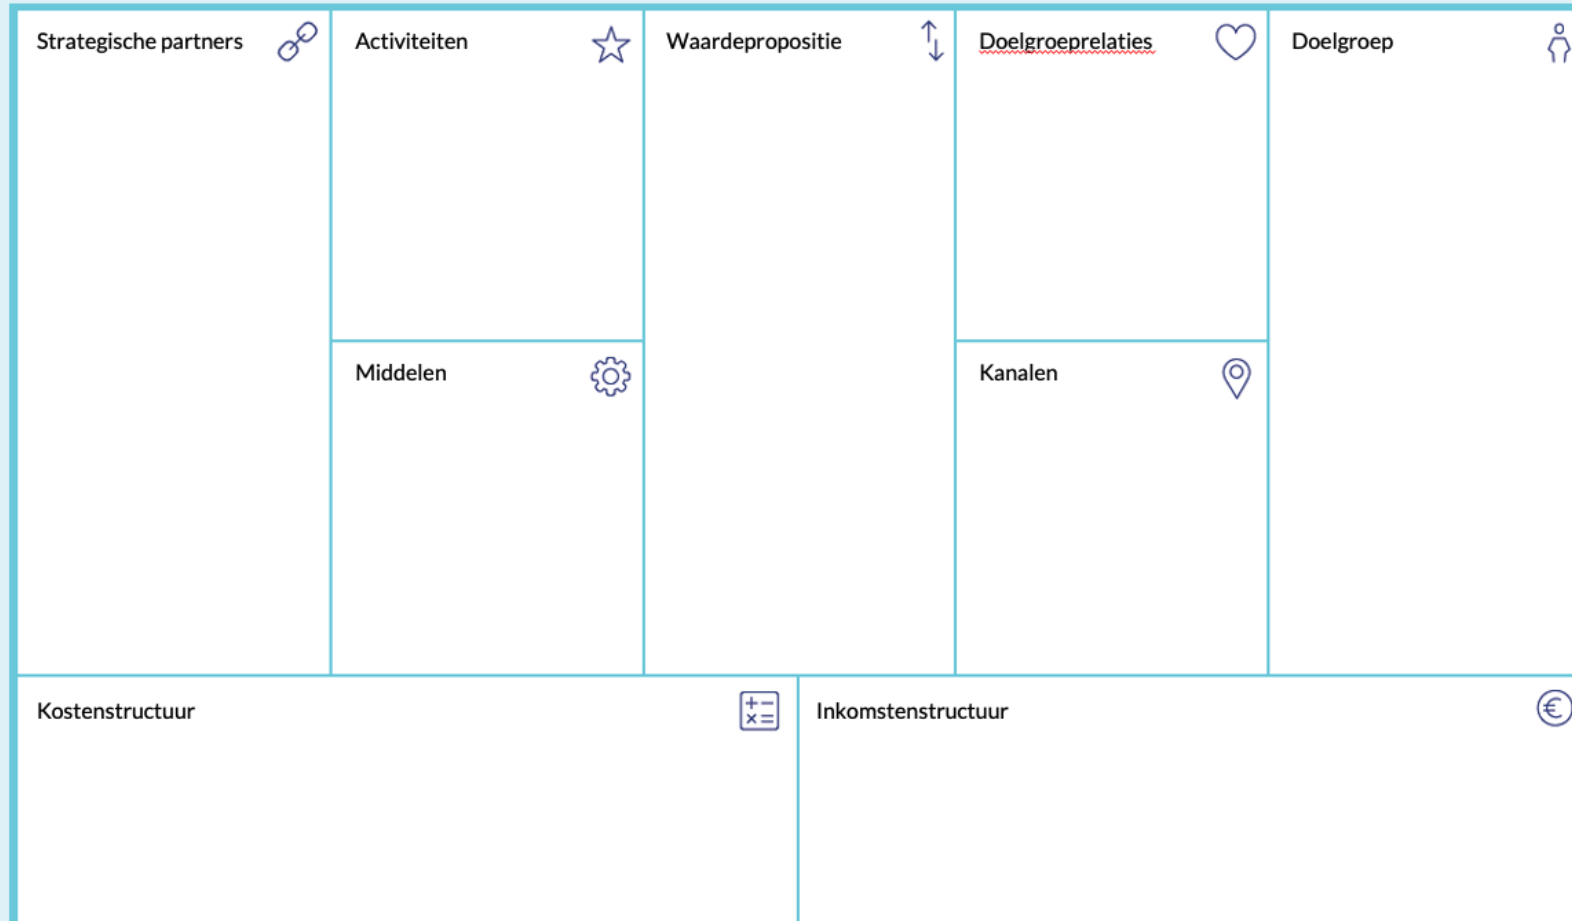 Strategische partners
Activiteiten
Waardepropositie
Doelgroeprelaties
Doelgroep
Middelen
Kanalen
Kostenstructuur
Inkomstenstructuur